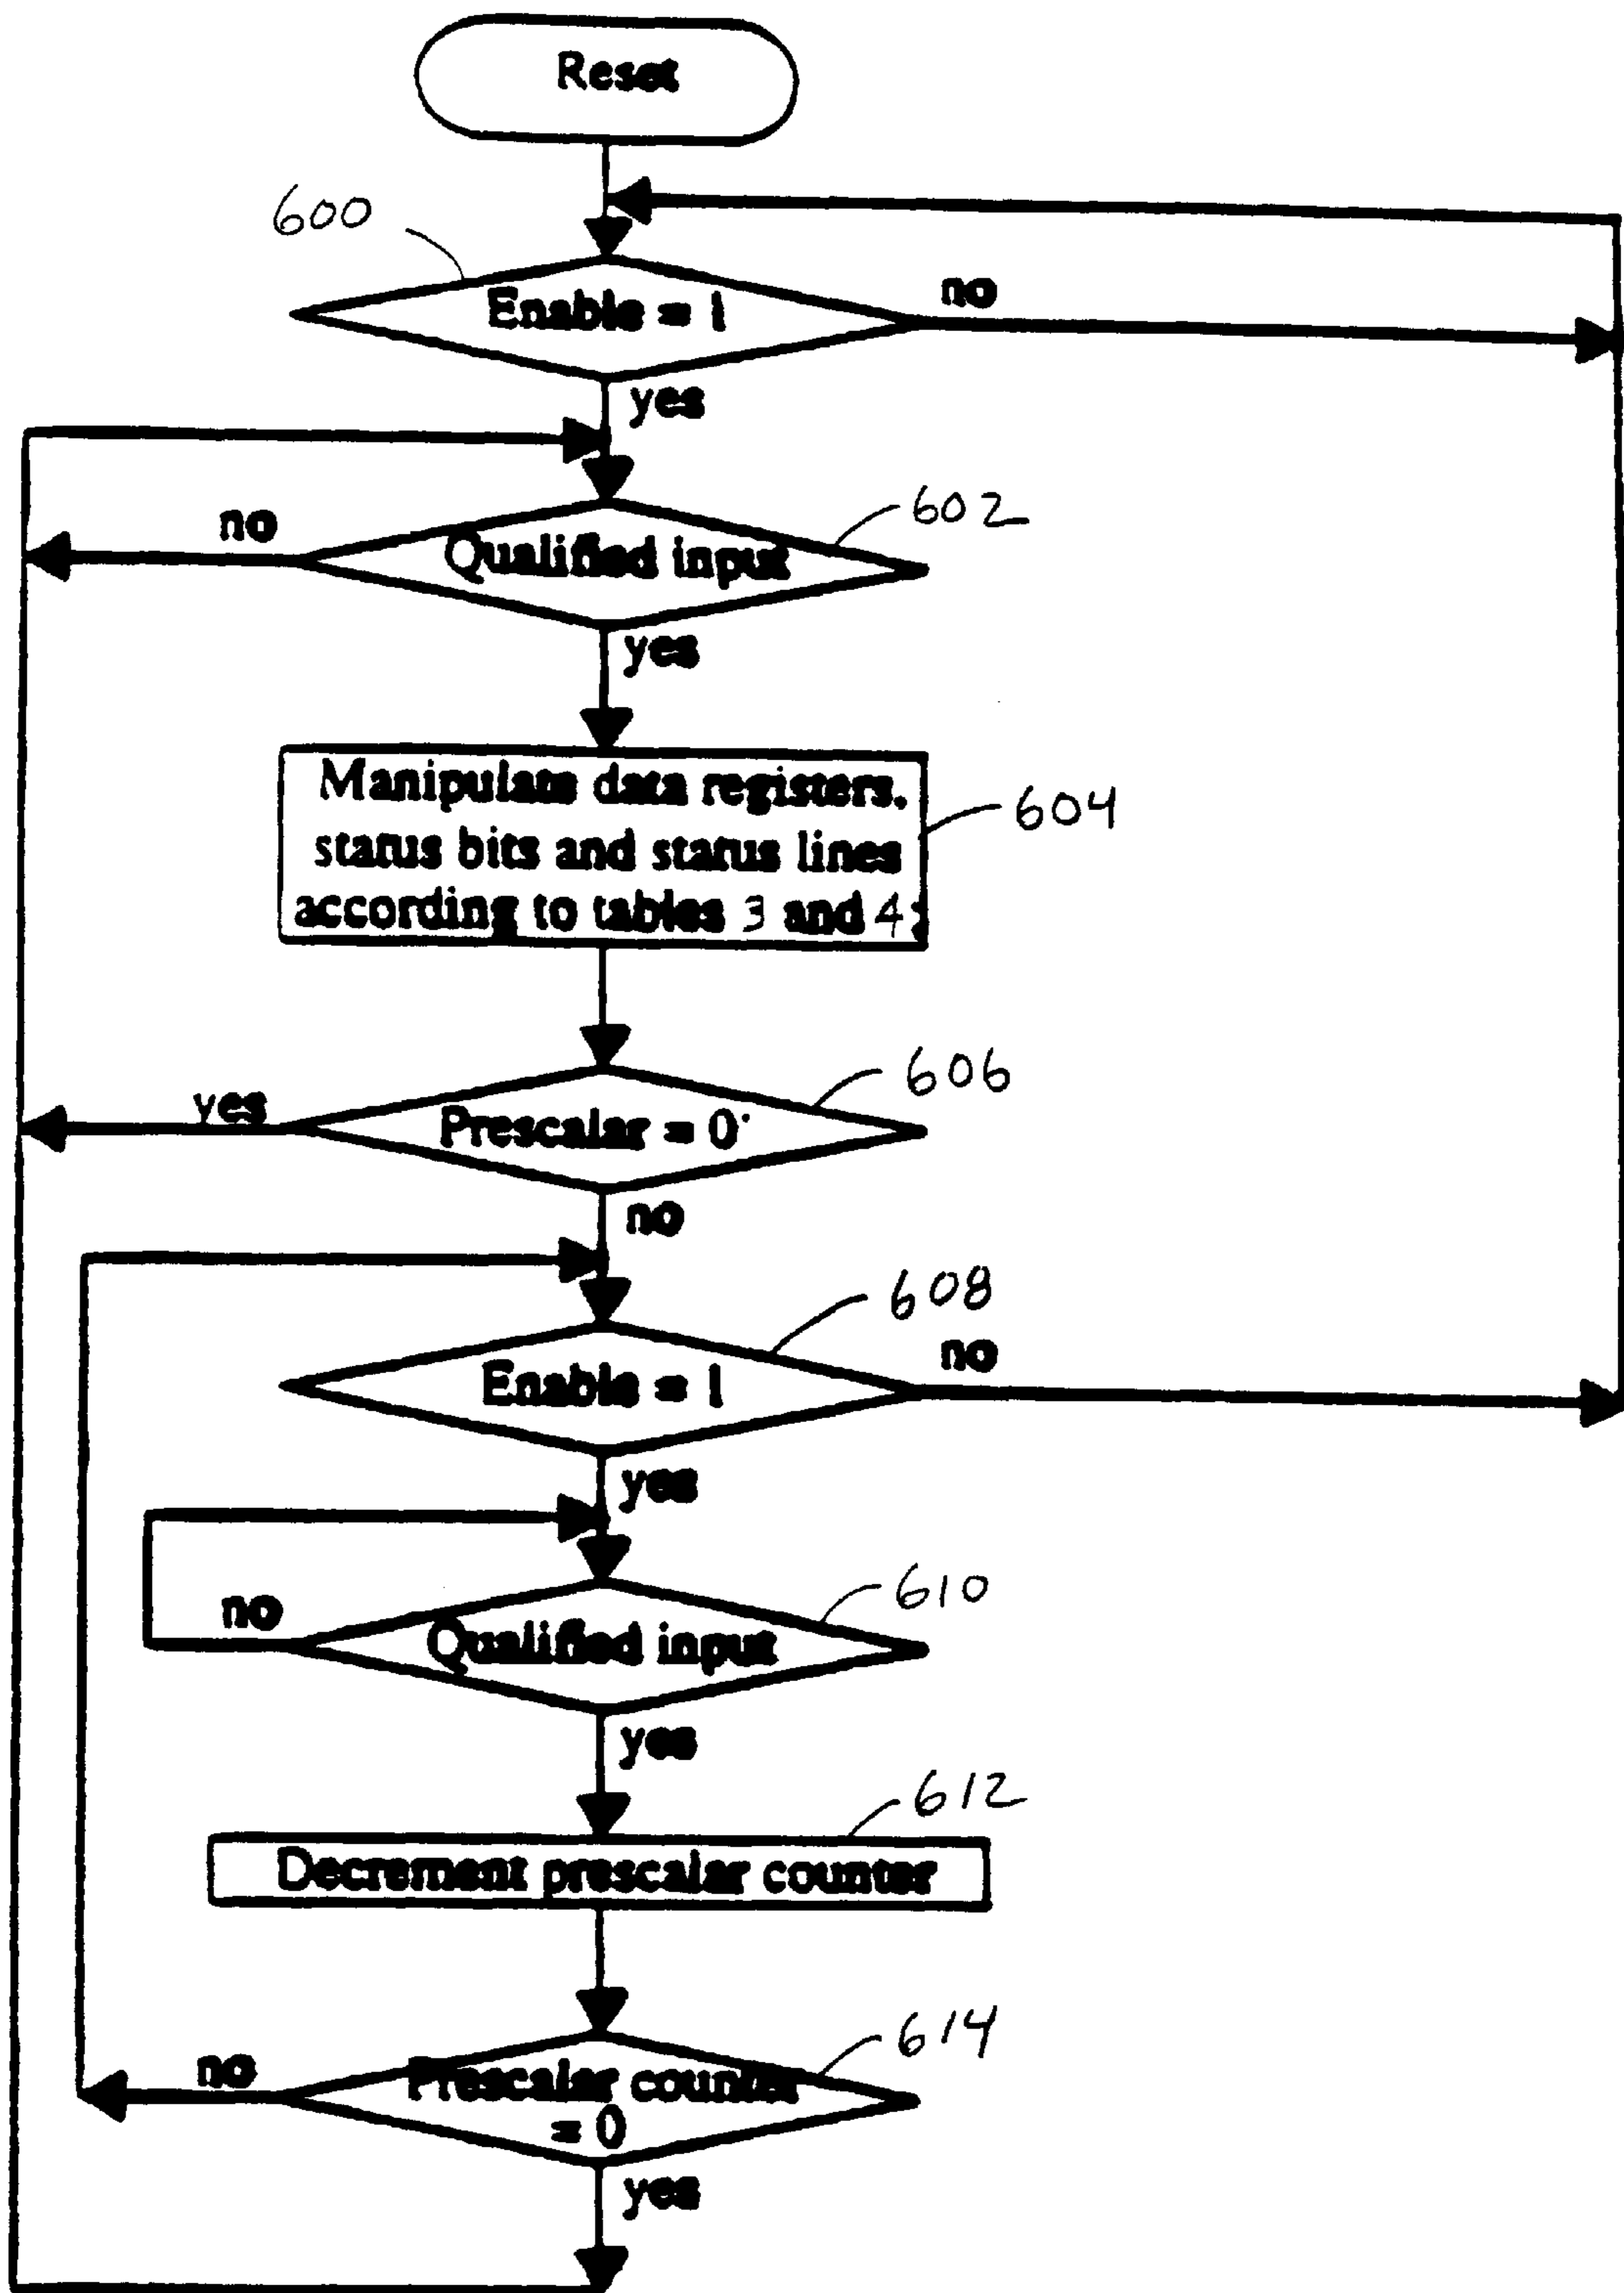 Reset
600
Enable = 1
no
yes
602
no
Qualified input
yes
Manipulate data registers,
status bits and status lines
according to tables 3 and 4
604
606
yes
Prescalar = 0
no
608
Enable = 1
no
yes
610
no
Qualified input
yes
612
Decrement prescalar counter
614
no
Prescalar counter
= 0
yes